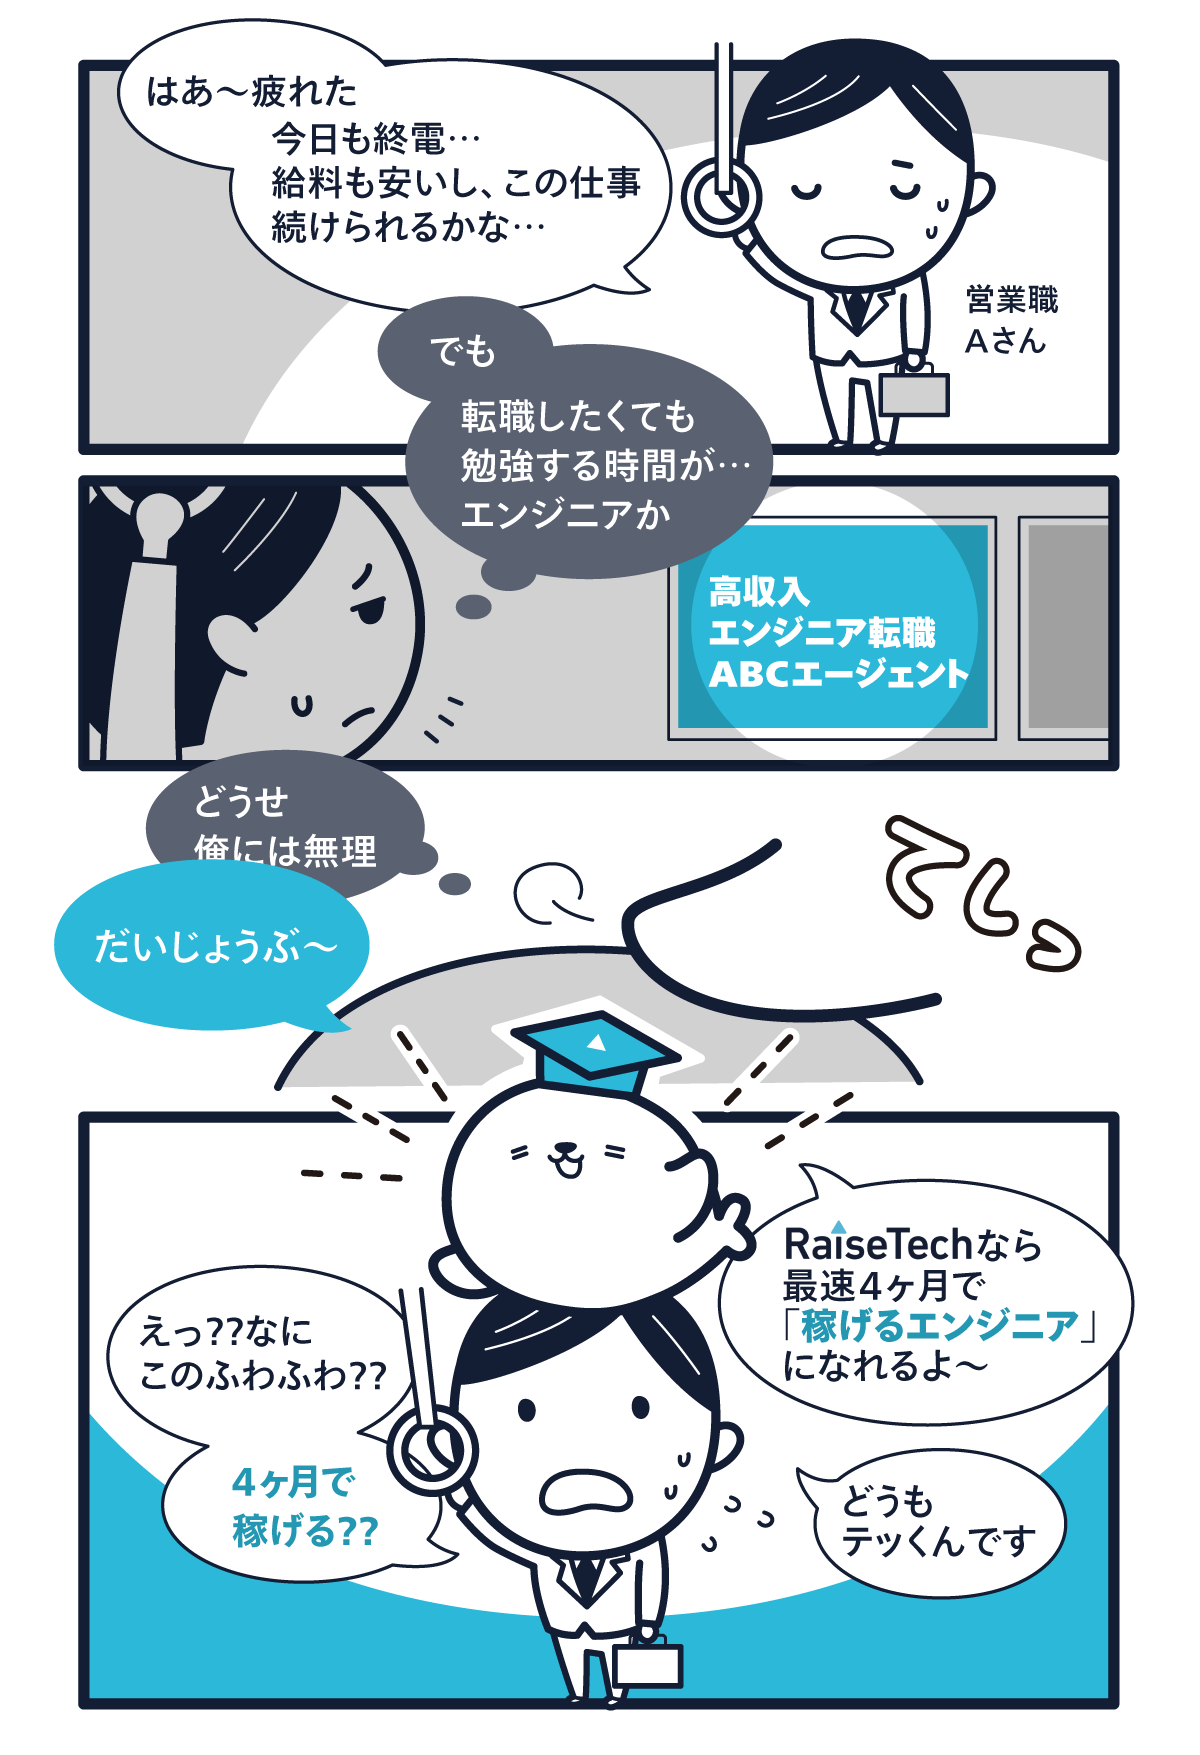 はあ〜疲れた
今日も終電…
給料も安いし、この仕事
続けられるかな…
営業職
Aさん
でも
転職したくても
勉強する時間が…
エンジニアか
高収入
エンジニア転職
ABCエージェント
どうせ
俺には無理
だいじょうぶ〜
てしっ
RaiseTechなら
最速4ヶ月で
「稼げるエンジニア」
になれるよ〜
えっ??なに
このふわふわ??
4ヶ月で
稼げる??
どうも
テッくんです